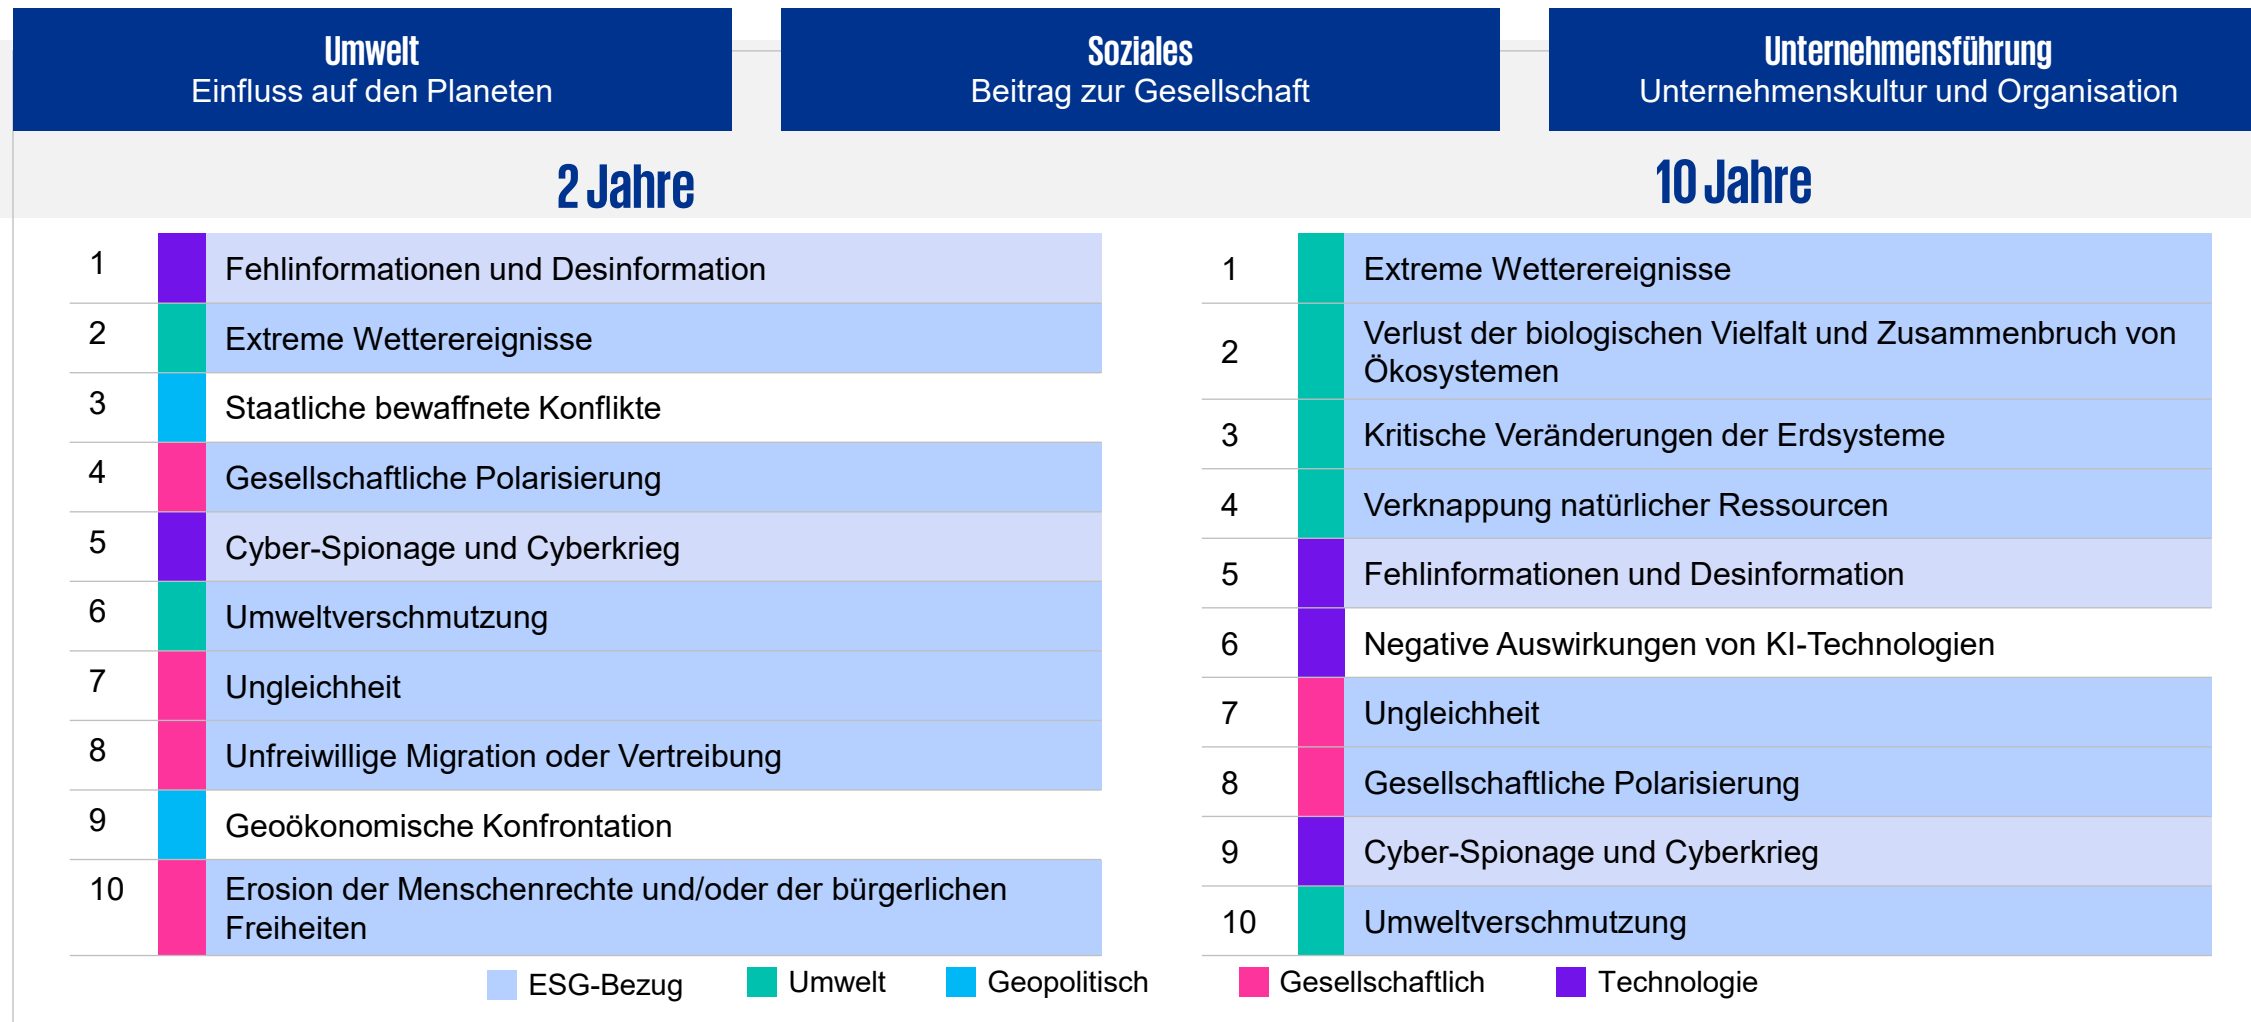 Umwelt
Einfluss auf den Planeten
Soziales
Beitrag zur Gesellschaft
Unternehmensführung
Unternehmenskultur und Organisation
2 Jahre
1 Fehlinformationen und Desinformation
2 Extreme Wetterereignisse
3 Staatliche bewaffnete Konflikte
4 Gesellschaftliche Polarisierung
5 Cyber-Spionage und Cyberkrieg
6 Umweltverschmutzung
7 Ungleichheit
8 Unfreiwillige Migration oder Vertreibung
9 Geoökonomische Konfrontation
10 Erosion der Menschenrechte und/oder der bürgerlichen
Freiheiten
10 Jahre
1 Extreme Wetterereignisse
2 Verlust der biologischen Vielfalt und Zusammenbruch von
Ökosystemen
3 Kritische Veränderungen der Erdsysteme
4 Verknappung natürlicher Ressourcen
5 Fehlinformationen und Desinformation
6 Negative Auswirkungen von KI-Technologien
7 Ungleichheit
8 Gesellschaftliche Polarisierung
9 Cyber-Spionage und Cyberkrieg
10 Umweltverschmutzung
ESG-Bezug Umwelt Geopolitisch Gesellschaftlich Technologie